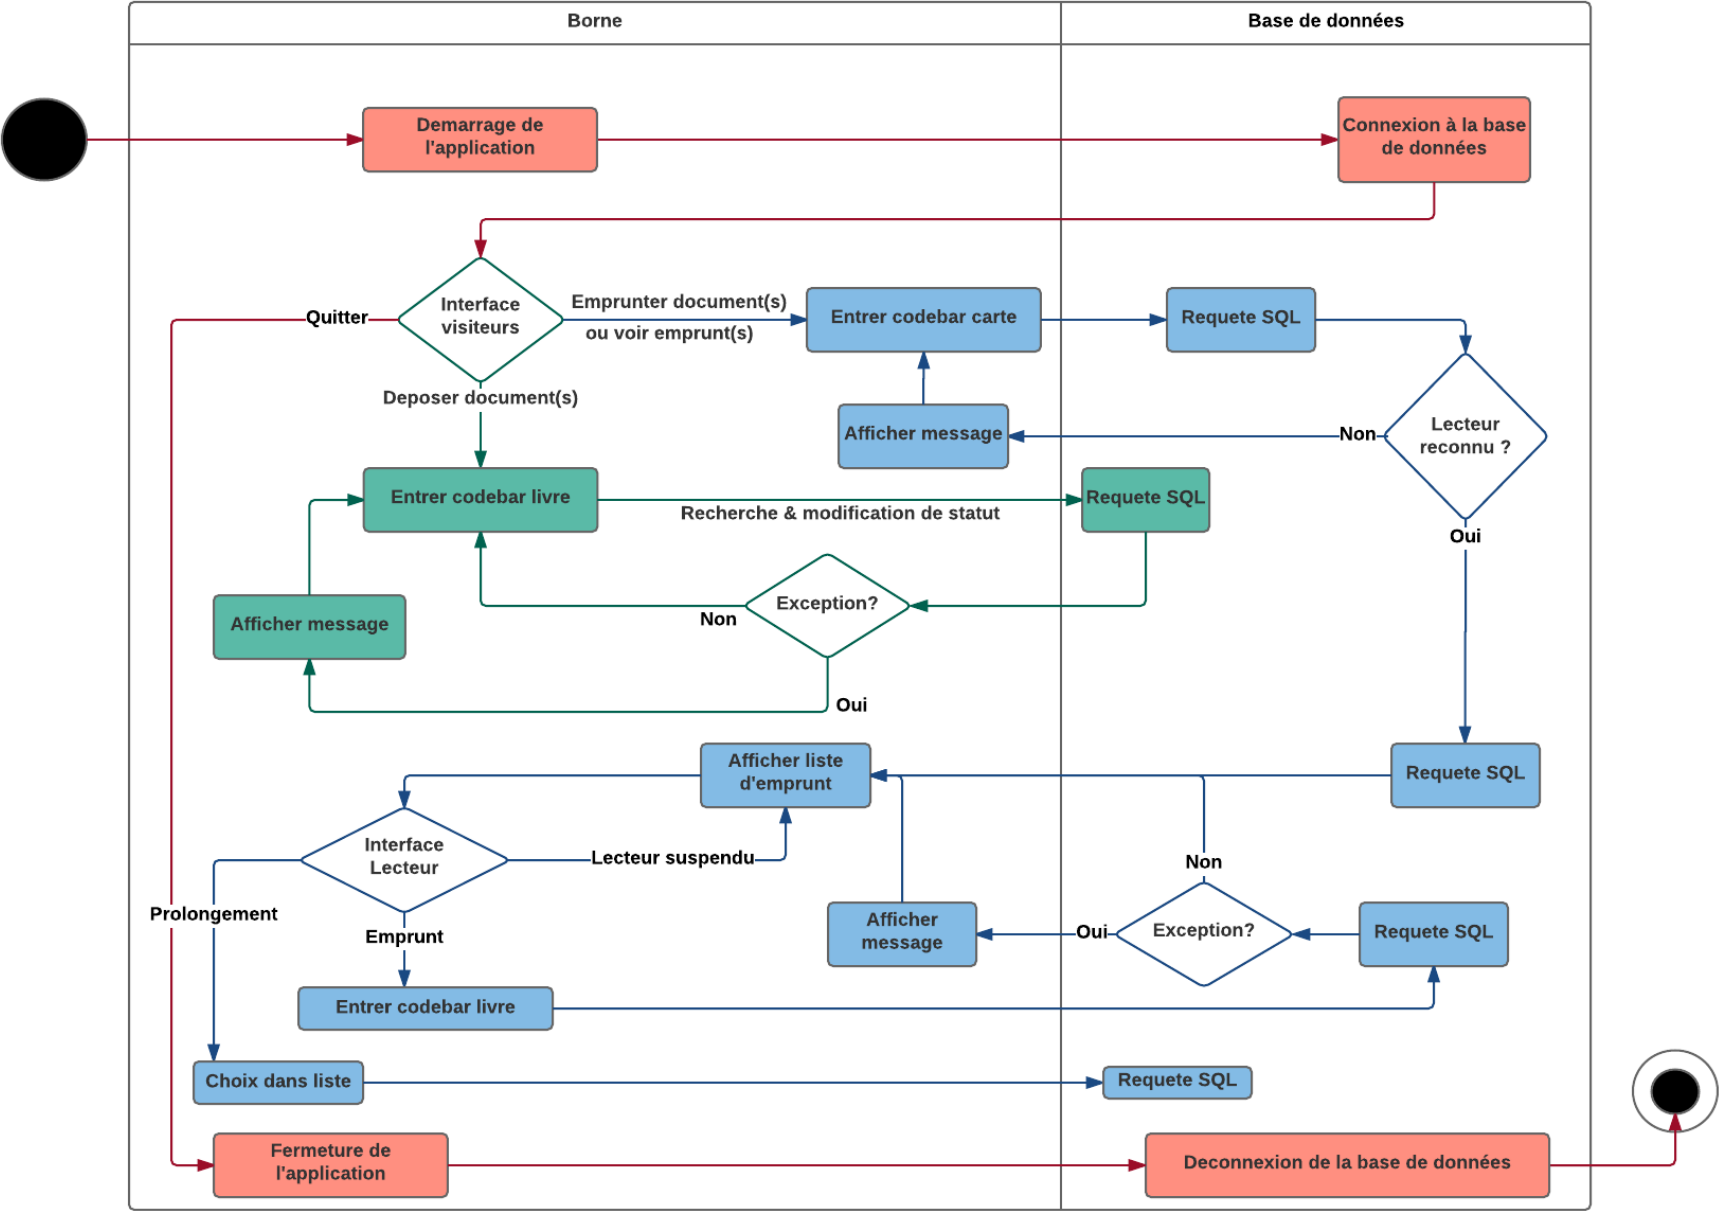 Borne
Base de données
Demarrage de
l'application
Connexion à la base
de données
Quitter
Interface
visiteurs
Emprunter document(s)
ou voir emprunt(s)
Entrer codebar carte
Requete SQL
Deposer document(s)
Afficher message
Non
Lecteur
reconnu ?
Entrer codebar livre
Recherche & modification de statut
Requete SQL
Oui
Afficher message
Non
Exception?
Oui
Afficher liste
d'emprunt
Requete SQL
Interface
Lecteur
Lecteur suspendu
Non
Prolongement
Emprunt
Afficher
message
Oui
Exception?
Requete SQL
Entrer codebar livre
Choix dans liste
Requete SQL
Fermeture de
l'application
Deconnexion de la base de données